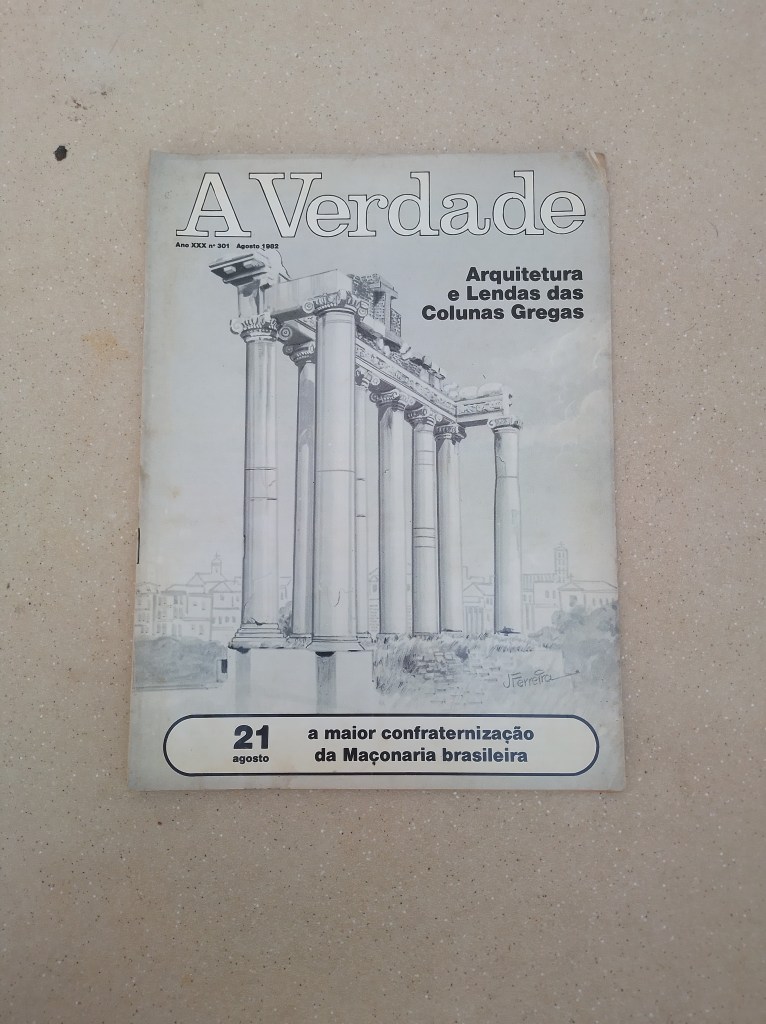 A Verdade
Ano XXX nº 301 Agosto 1982
Arquitetura
e Lendas das
Colunas Gregas
J Ferreira
21
agosto
a maior confraternização
da Maçonaria brasileira